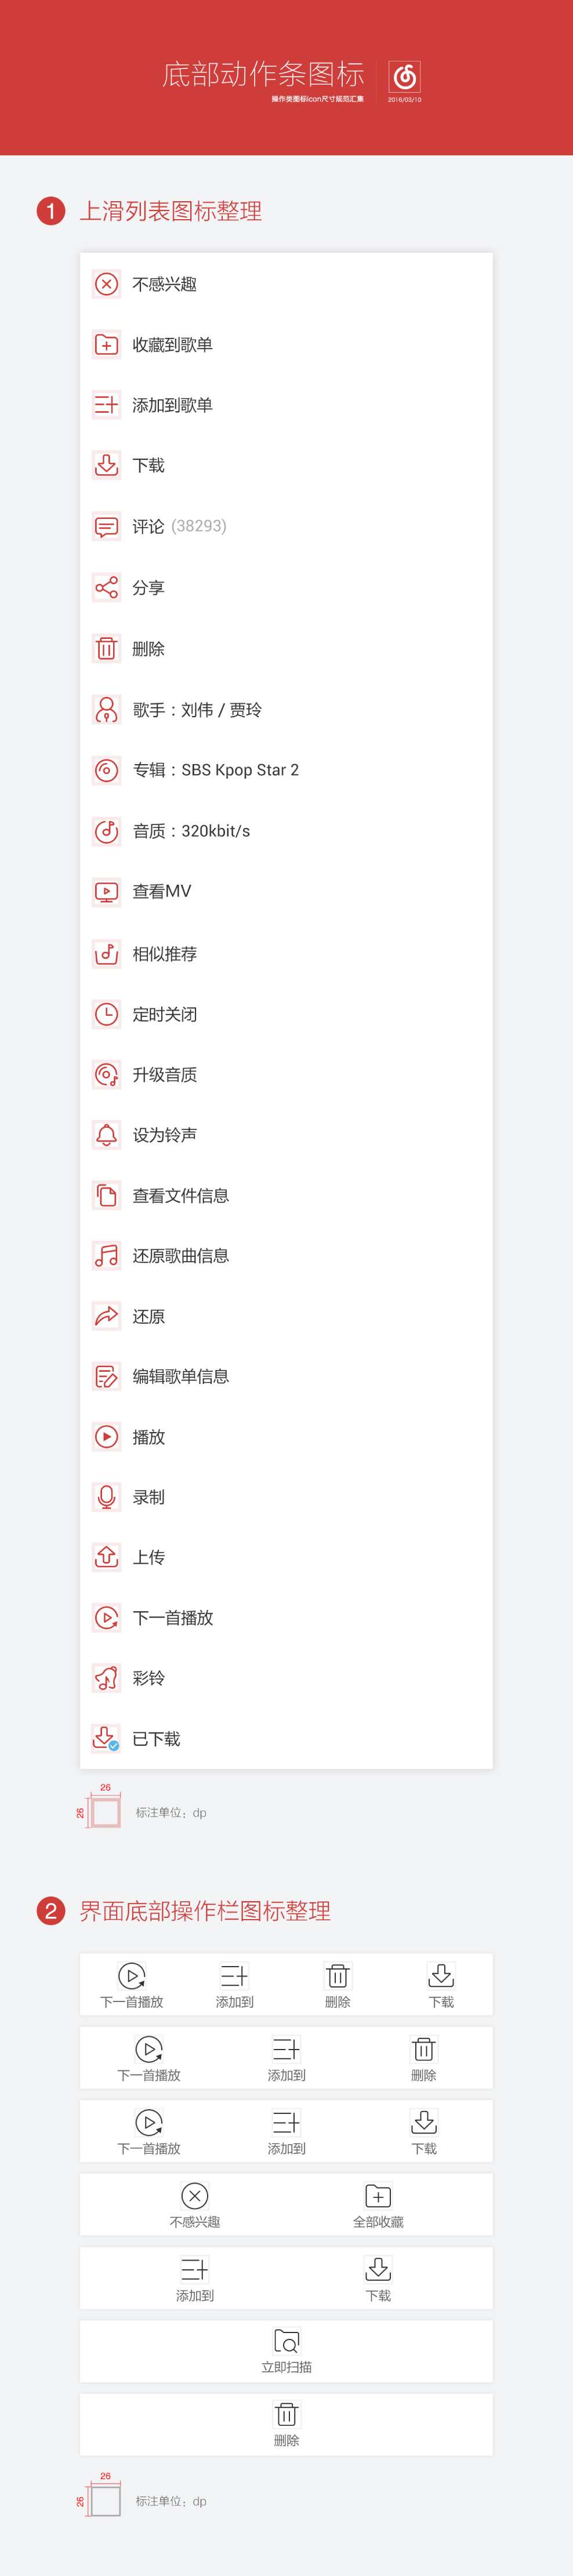 底部动作条图标
操作类图标icon尺寸规范汇集
2016/03/10
1 上滑列表图标整理
不感兴趣
收藏到歌单
添加到歌单
下载
评论 (38293)
分享
删除
歌手：刘伟 / 贾玲
专辑：SBS Kpop Star 2
音质：320kbit/s
查看MV
相似推荐
定时关闭
升级音质
设为铃声
查看文件信息
还原歌曲信息
还原
编辑歌单信息
播放
录制
上传
下一首播放
彩铃
已下载
26
26 标注单位：dp
2 界面底部操作栏图标整理
下一首播放 添加到 删除 下载
下一首播放 添加到 删除
下一首播放 添加到 下载
不感兴趣 全部收藏
添加到 下载
立即扫描
删除
26
26 标注单位：dp